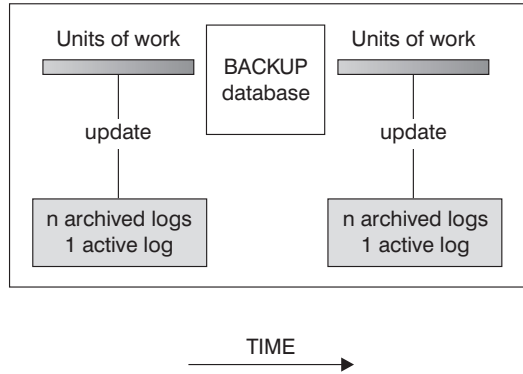 Units of work
BACKUP
database
Units of work
update
update
n archived logs
1 active log
n archived logs
1 active log
TIME